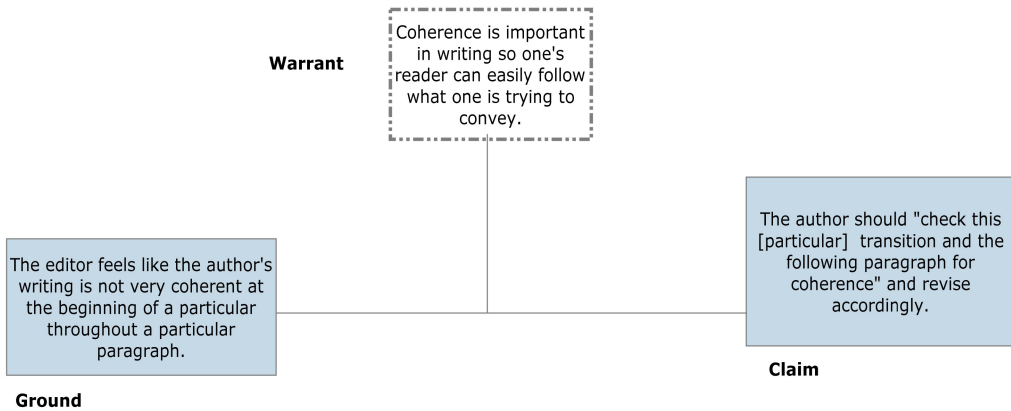 Warrant
Coherence is important
in writing so one's
reader can easily follow
what one is trying to
convey.
The editor feels like the author's
writing is not very coherent at
the beginning of a particular
throughout a particular
paragraph.
Ground
The author should "check this
[particular]  transition and the
following paragraph for
coherence" and revise
accordingly.
Claim